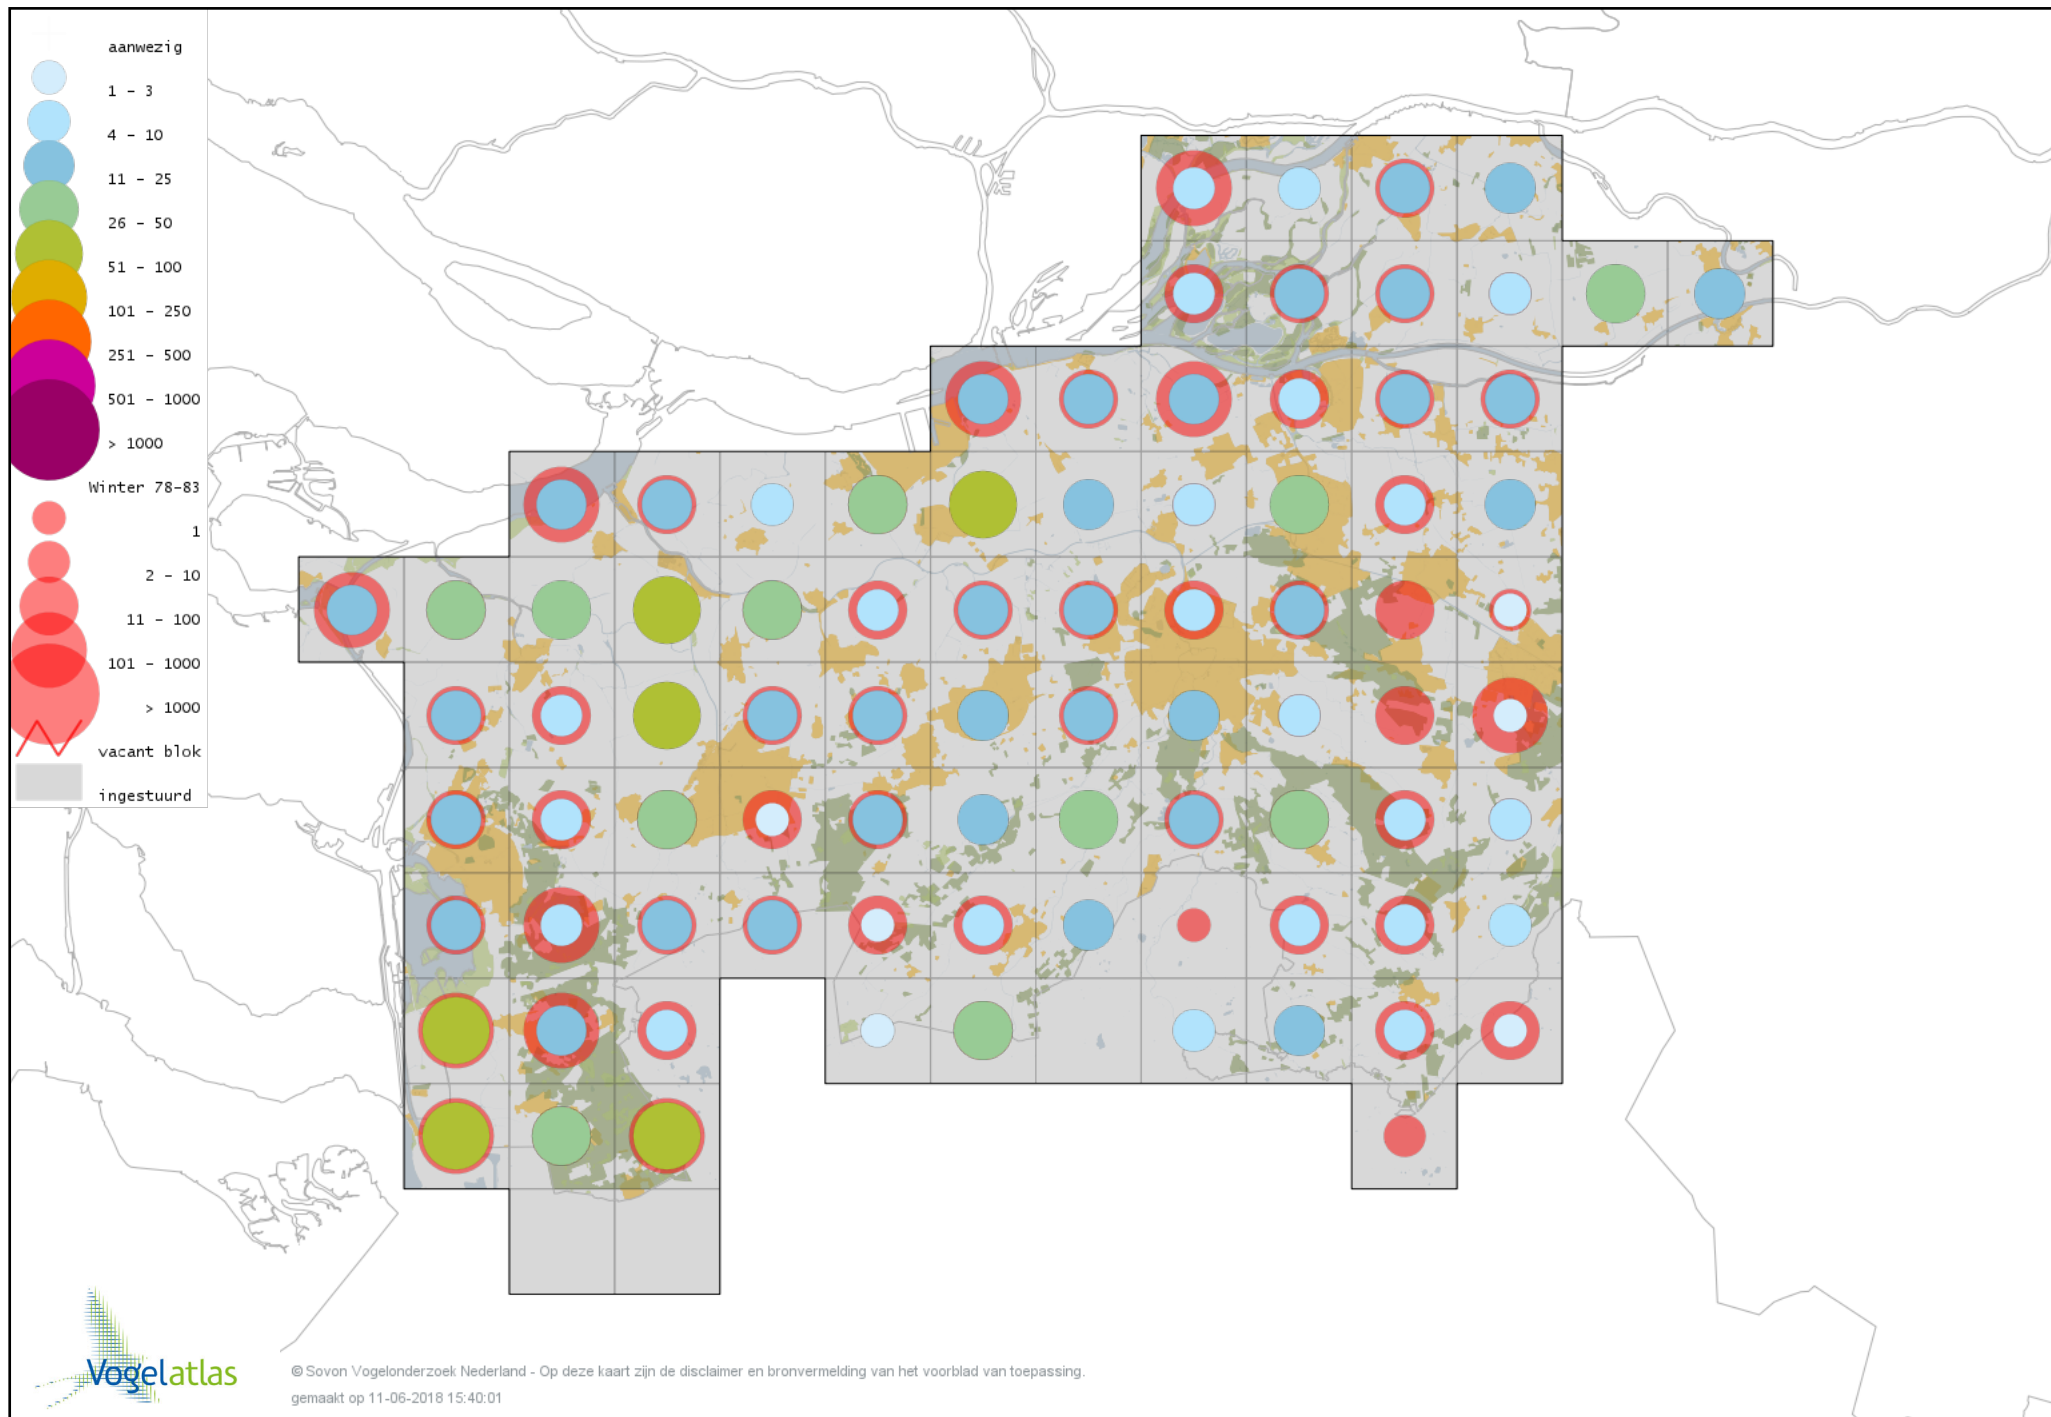 aanwezig
1 - 3
4 - 10
11 - 25
26 - 50
51 - 100
101 - 250
251 - 500
501 - 1000
> 1000
Winter 78-83
1
2 - 10
11 - 100
101 - 1000
> 1000
vacant blok
ingestuurd
Vogelatlas
© Sovon Vogelonderzoek Nederland - Op deze kaart zijn de disclaimer en bronvermelding van het voorblad van toepassing.
gemaakt op 11-06-2018 15:40:01